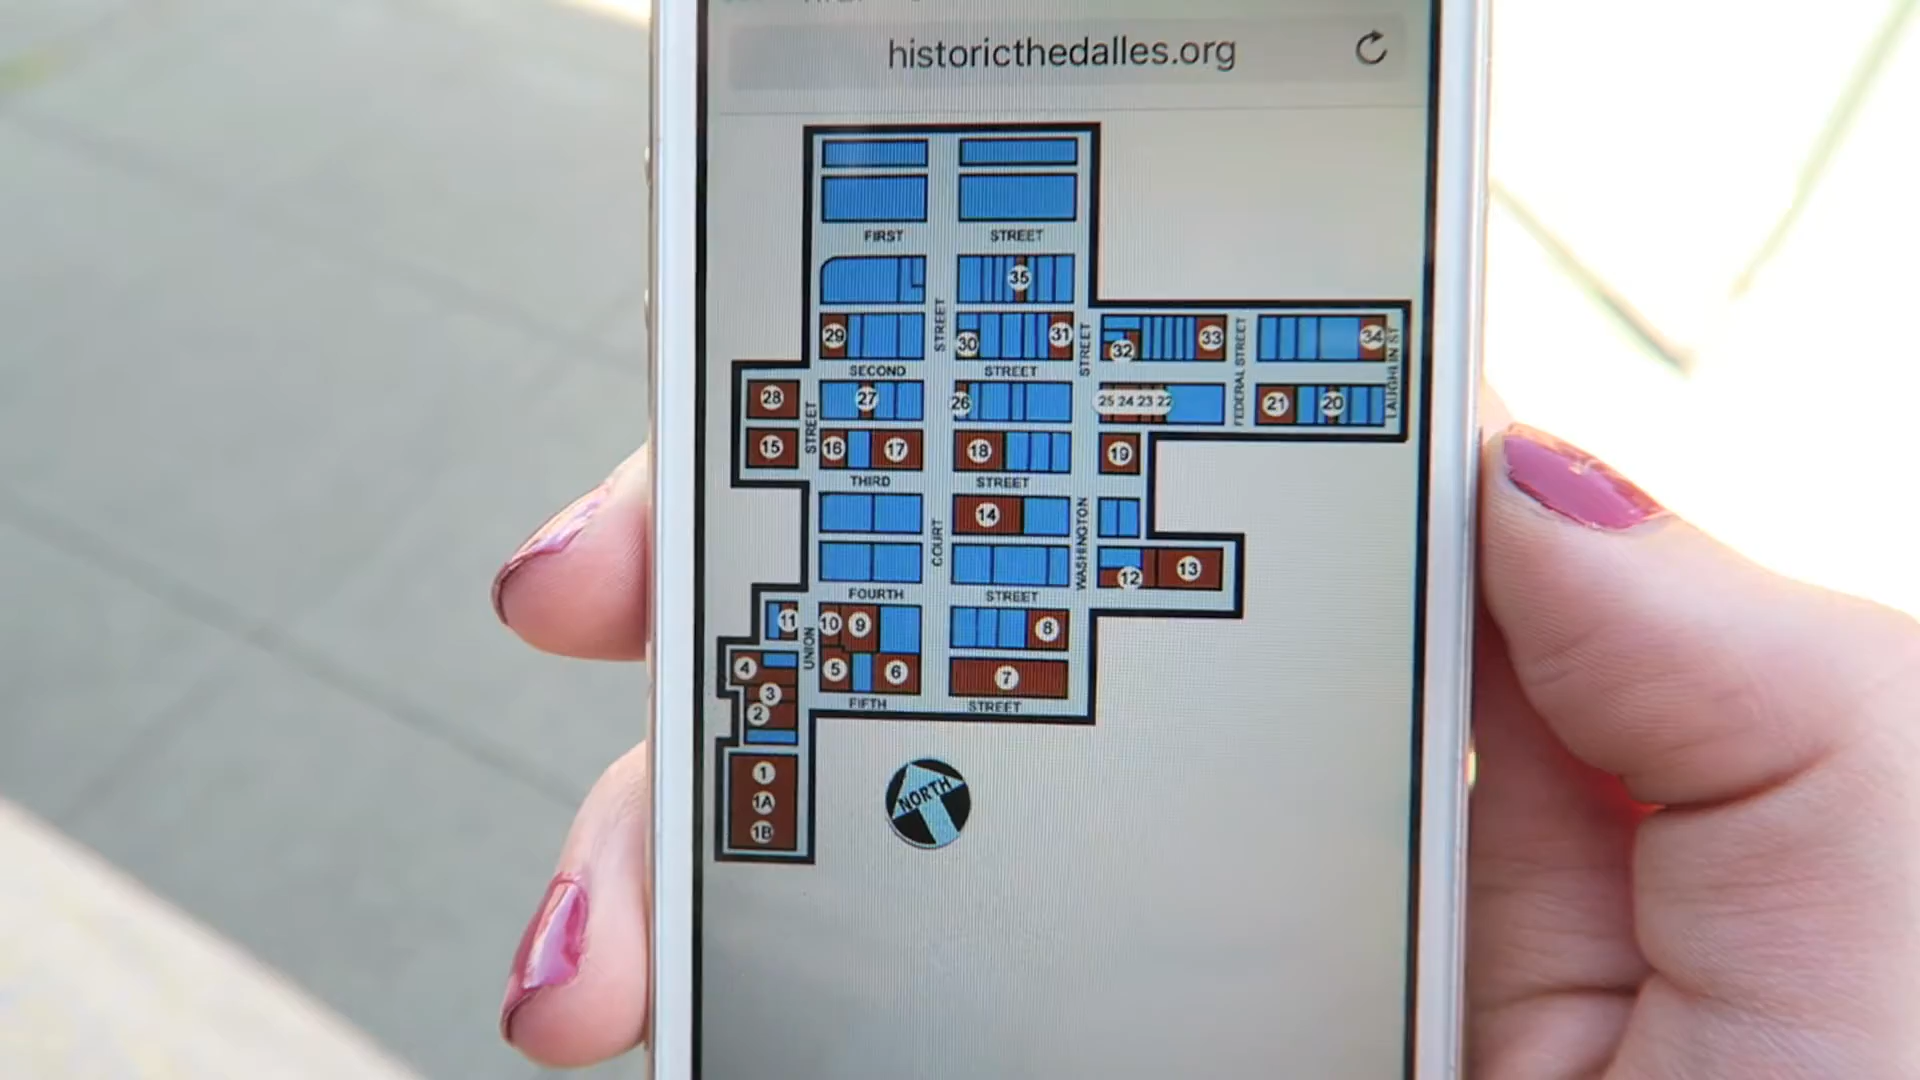 historicthedalles.org
FIRST STREET
35
STREET
29
30
31
STREET
32
33
FEDERAL STREET
34
LAUGHLIN ST
SECOND STREET
28
27
26
25 24 23 22
21
20
STREET
15
16
17
18
19
THIRD STREET
14
COURT
WASHINGTON
12
13
FOURTH STREET
11
UNION
10
9
8
4
5
6
7
3
2
FIFTH STREET
1
1A
1B
NORTH